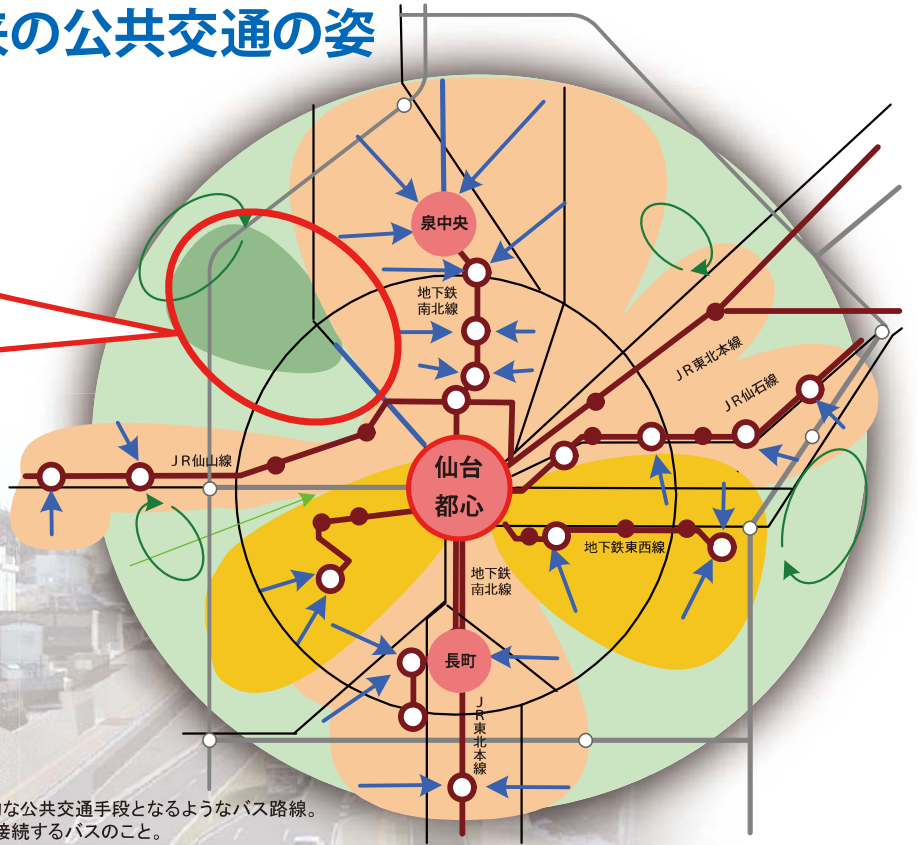 来の公共交通の姿
泉中央
地下鉄
南北線
ＪＲ東北本線
ＪＲ仙石線
ＪＲ仙山線
仙台
都心
地下鉄東西線
地下鉄
南北線
長町
ＪＲ東北本線
な公共交通手段となるようなバス路線。
接続するバスのこと。